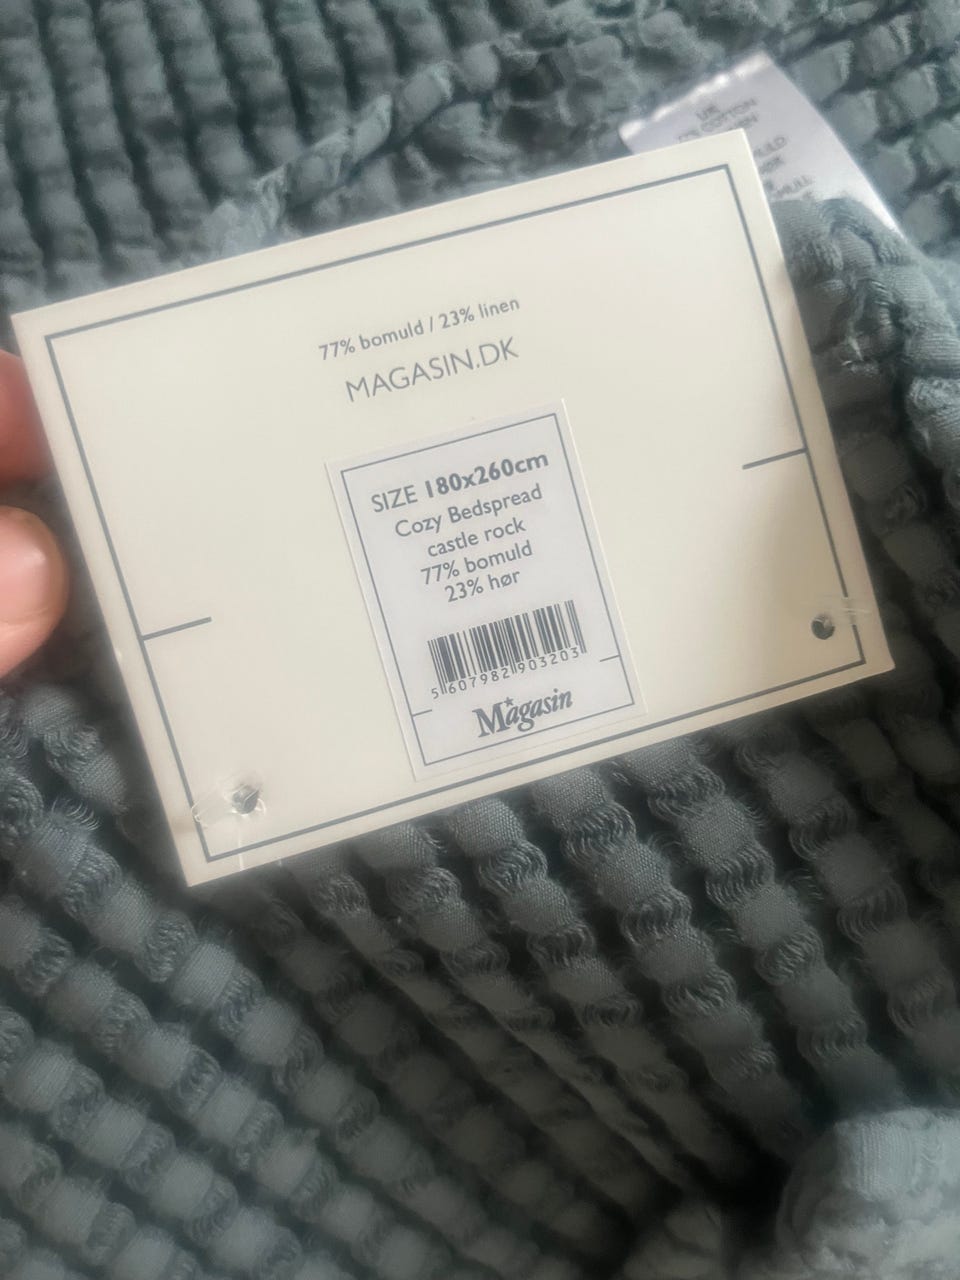 COTTON
77% bomuld / 23% linen
MAGASIN.DK
SIZE 180x260cm
Cozy Bedspread
castle rock
77% bomuld
23% hør
5 607982 903203
Magasin